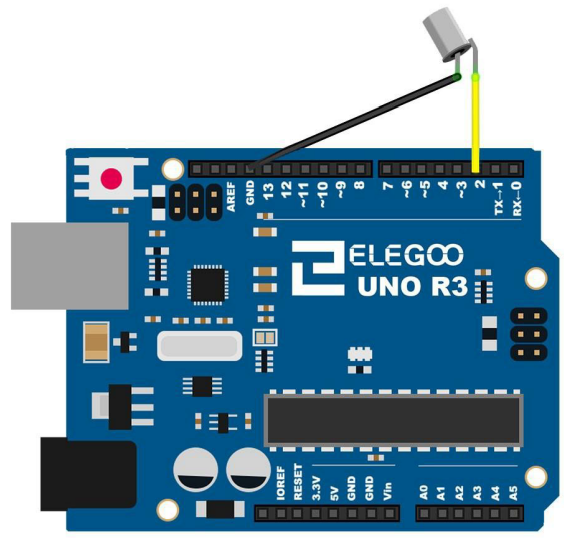 AREF
GND
13
12
~11
~10
~9
8
7
~6
~5
4
~3
2
TX→1
RX←0
ELEGOO
UNO R3
IOREF
RESET
3.3V
5V
GND
GND
Vin
A0
A1
A2
A3
A4
A5